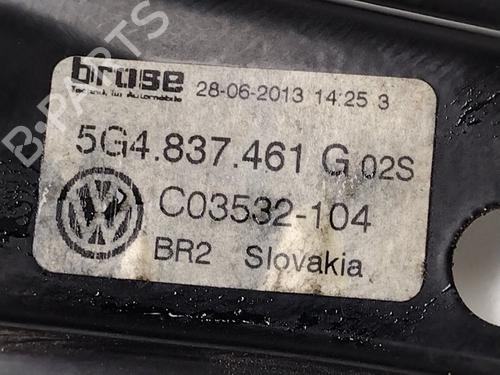 brose
Technik für Automobile
28-06-2013 14:25 3
5G4.837.461 G 02S
C03532-104
BR2 Slovakia
B-PARTS